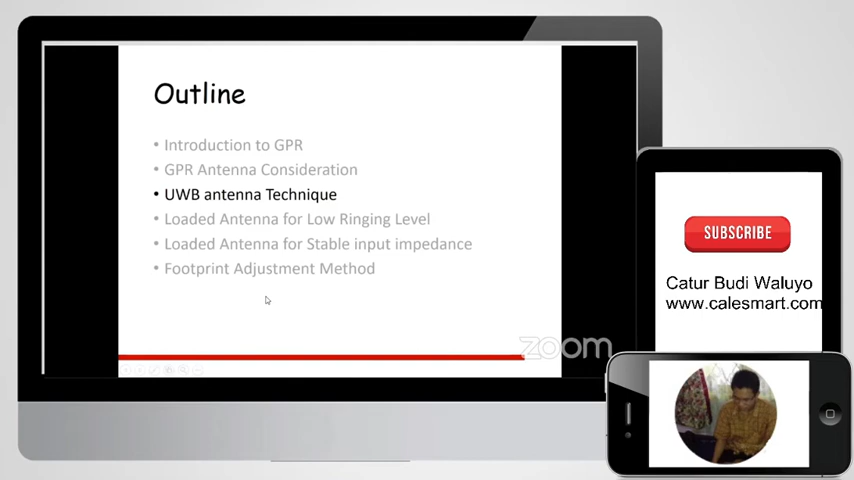 Outline
• Introduction to GPR
• GPR Antenna Consideration
• UWB antenna Technique
• Loaded Antenna for Low Ringing Level
• Loaded Antenna for Stable input impedance
• Footprint Adjustment Method
zoom
SUBSCRIBE
Catur Budi Waluyo
www.calesmart.com